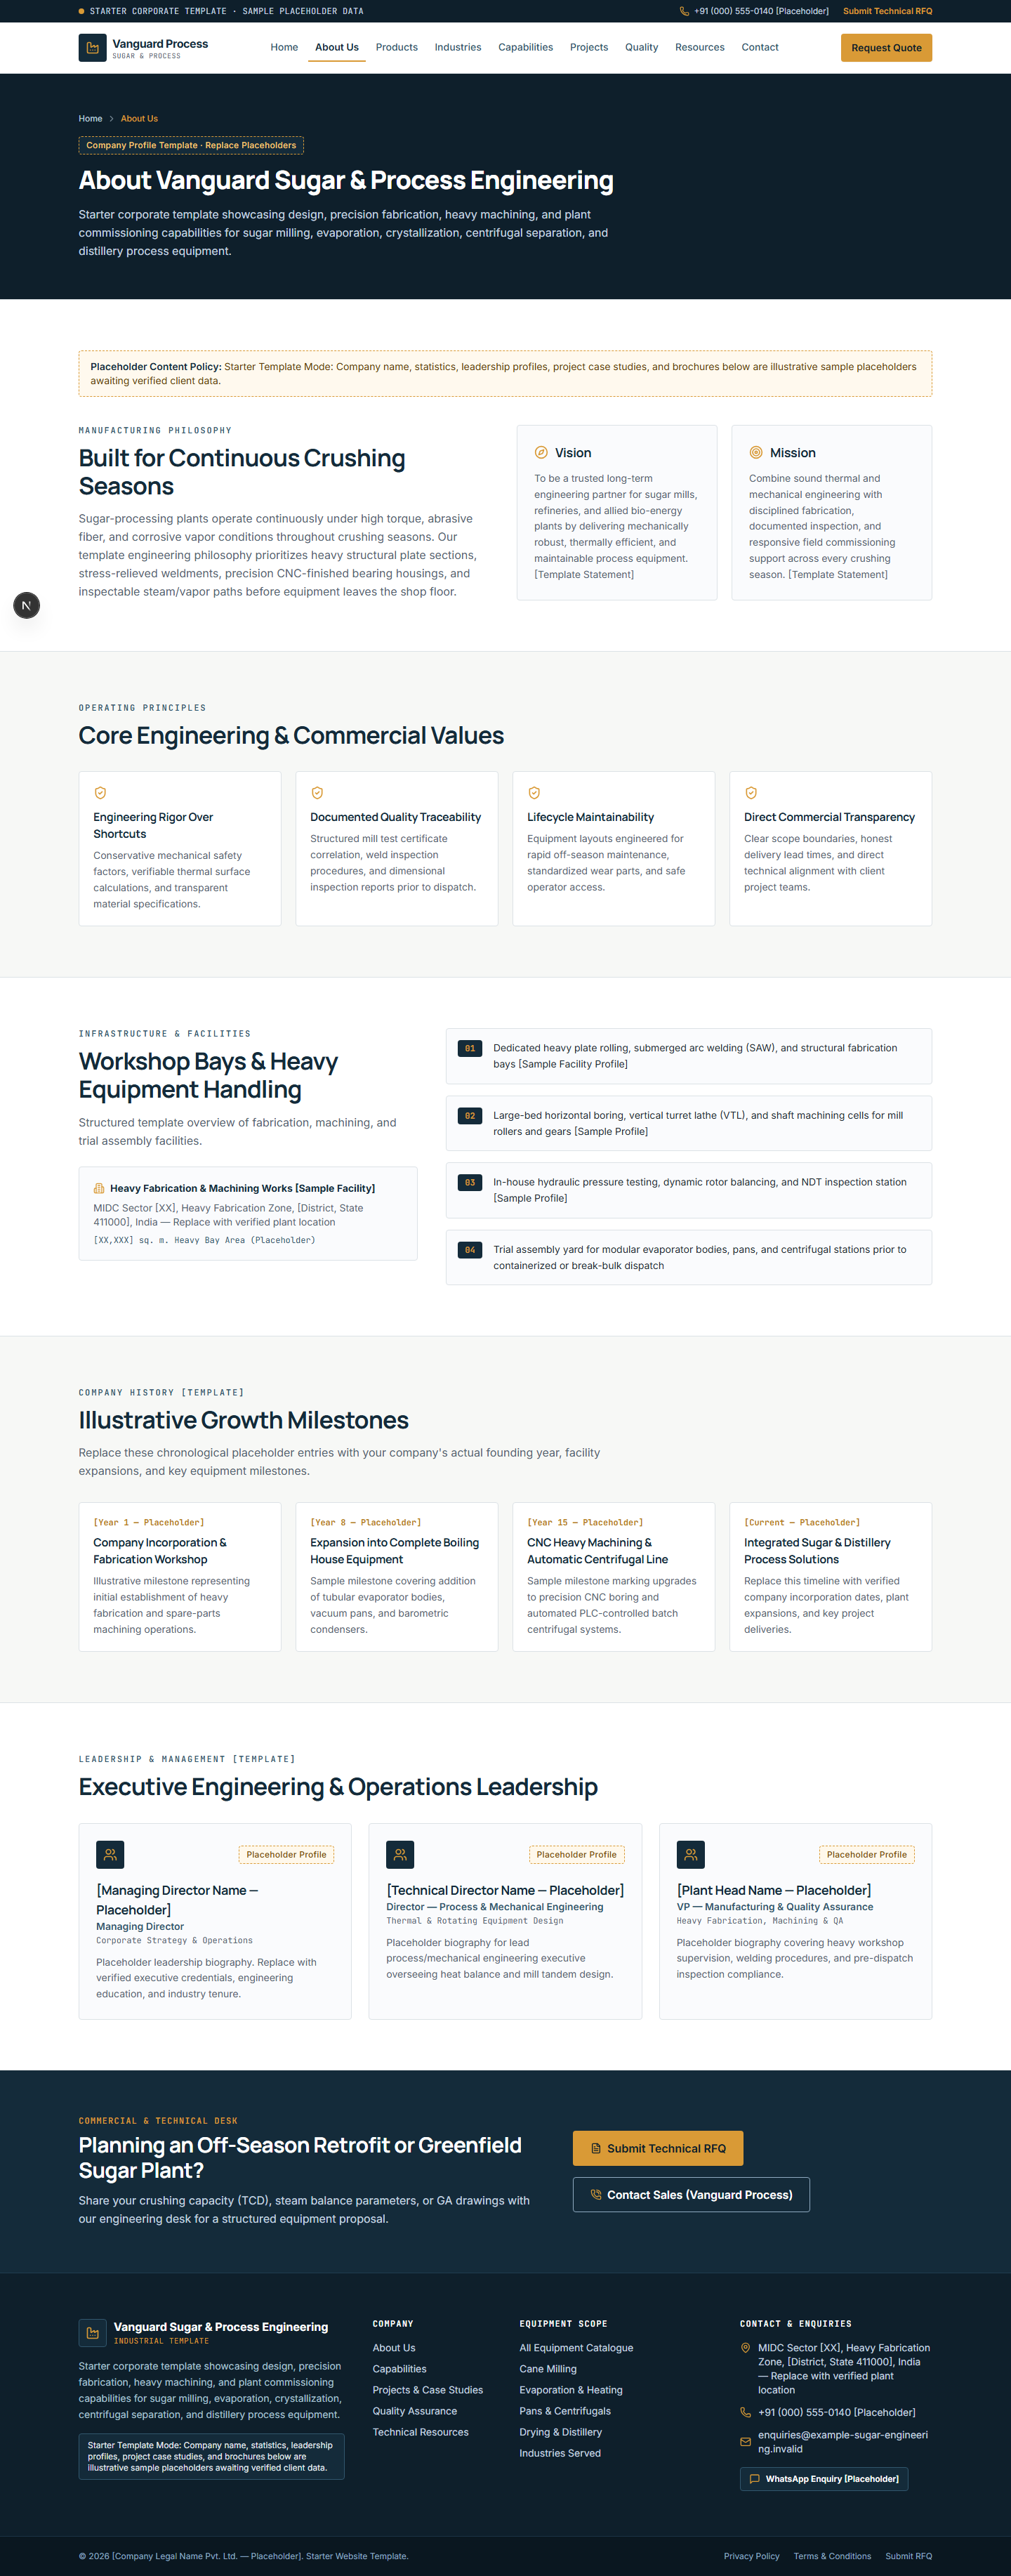 STARTER CORPORATE TEMPLATE · SAMPLE PLACEHOLDER DATA
+91 (000) 555-0140 [Placeholder]
Submit Technical RFQ
Vanguard Process
SUGAR & PROCESS
Home
About Us
Products
Industries
Capabilities
Projects
Quality
Resources
Contact
Request Quote
Home > About Us
Company Profile Template · Replace Placeholders
About Vanguard Sugar & Process Engineering
Starter corporate template showcasing design, precision fabrication, heavy machining, and plant
commissioning capabilities for sugar milling, evaporation, crystallization, centrifugal separation, and
distillery process equipment.
Placeholder Content Policy: Starter Template Mode: Company name, statistics, leadership profiles, project case studies, and brochures below are illustrative sample placeholders
awaiting verified client data.
MANUFACTURING PHILOSOPHY
Built for Continuous Crushing
Seasons
Sugar-processing plants operate continuously under high torque, abrasive
fiber, and corrosive vapor conditions throughout crushing seasons. Our
template engineering philosophy prioritizes heavy structural plate sections,
stress-relieved weldments, precision CNC-finished bearing housings, and
inspectable steam/vapor paths before equipment leaves the shop floor.
Vision
To be a trusted long-term
engineering partner for sugar mills,
refineries, and allied bio-energy
plants by delivering mechanically
robust, thermally efficient, and
maintainable process equipment.
[Template Statement]
Mission
Combine sound thermal and
mechanical engineering with
disciplined fabrication,
documented inspection, and
responsive field commissioning
support across every crushing
season. [Template Statement]
N
OPERATING PRINCIPLES
Core Engineering & Commercial Values
Engineering Rigor Over
Shortcuts
Conservative mechanical safety
factors, verifiable thermal surface
calculations, and transparent
material specifications.
Documented Quality Traceability
Structured mill test certificate
correlation, weld inspection
procedures, and dimensional
inspection reports prior to dispatch.
Lifecycle Maintainability
Equipment layouts engineered for
rapid off-season maintenance,
standardized wear parts, and safe
operator access.
Direct Commercial Transparency
Clear scope boundaries, honest
delivery lead times, and direct
technical alignment with client
project teams.
INFRASTRUCTURE & FACILITIES
Workshop Bays & Heavy
Equipment Handling
Structured template overview of fabrication, machining, and
trial assembly facilities.
Heavy Fabrication & Machining Works [Sample Facility]
MIDC Sector [XX], Heavy Fabrication Zone, [District, State
411000], India — Replace with verified plant location
[XX,XXX] sq. m. Heavy Bay Area (Placeholder)
01
Dedicated heavy plate rolling, submerged arc welding (SAW), and structural fabrication
bays [Sample Facility Profile]
02
Large-bed horizontal boring, vertical turret lathe (VTL), and shaft machining cells for mill
rollers and gears [Sample Profile]
03
In-house hydraulic pressure testing, dynamic rotor balancing, and NDT inspection station
[Sample Profile]
04
Trial assembly yard for modular evaporator bodies, pans, and centrifugal stations prior to
containerized or break-bulk dispatch
COMPANY HISTORY [TEMPLATE]
Illustrative Growth Milestones
Replace these chronological placeholder entries with your company's actual founding year, facility
expansions, and key equipment milestones.
[Year 1 — Placeholder]
Company Incorporation &
Fabrication Workshop
Illustrative milestone representing
initial establishment of heavy
fabrication and spare-parts
machining operations.
[Year 8 — Placeholder]
Expansion into Complete Boiling
House Equipment
Sample milestone covering addition
of tubular evaporator bodies,
vacuum pans, and barometric
condensers.
[Year 15 — Placeholder]
CNC Heavy Machining &
Automatic Centrifugal Line
Sample milestone marking upgrades
to precision CNC boring and
automated PLC-controlled batch
centrifugal systems.
[Current — Placeholder]
Integrated Sugar & Distillery
Process Solutions
Replace this timeline with verified
company incorporation dates, plant
expansions, and key project
deliveries.
LEADERSHIP & MANAGEMENT [TEMPLATE]
Executive Engineering & Operations Leadership
Placeholder Profile
[Managing Director Name —
Placeholder]
Managing Director
Corporate Strategy & Operations
Placeholder leadership biography. Replace with
verified executive credentials, engineering
education, and industry tenure.
Placeholder Profile
[Technical Director Name — Placeholder]
Director — Process & Mechanical Engineering
Thermal & Rotating Equipment Design
Placeholder biography for lead
process/mechanical engineering executive
overseeing heat balance and mill tandem design.
Placeholder Profile
[Plant Head Name — Placeholder]
VP — Manufacturing & Quality Assurance
Heavy Fabrication, Machining & QA
Placeholder biography covering heavy workshop
supervision, welding procedures, and pre-dispatch
inspection compliance.
COMMERCIAL & TECHNICAL DESK
Planning an Off-Season Retrofit or Greenfield
Sugar Plant?
Share your crushing capacity (TCD), steam balance parameters, or GA drawings with
our engineering desk for a structured equipment proposal.
Submit Technical RFQ
Contact Sales (Vanguard Process)
Vanguard Sugar & Process Engineering
INDUSTRIAL TEMPLATE
Starter corporate template showcasing design, precision
fabrication, heavy machining, and plant commissioning
capabilities for sugar milling, evaporation, crystallization,
centrifugal separation, and distillery process equipment.
Starter Template Mode: Company name, statistics, leadership
profiles, project case studies, and brochures below are
illustrative sample placeholders awaiting verified client data.
COMPANY
About Us
Capabilities
Projects & Case Studies
Quality Assurance
Technical Resources
EQUIPMENT SCOPE
All Equipment Catalogue
Cane Milling
Evaporation & Heating
Pans & Centrifugals
Drying & Distillery
Industries Served
CONTACT & ENQUIRIES
MIDC Sector [XX], Heavy Fabrication
Zone, [District, State 411000], India
— Replace with verified plant
location
+91 (000) 555-0140 [Placeholder]
enquiries@example-sugar-engineeri
ng.invalid
WhatsApp Enquiry [Placeholder]
© 2026 [Company Legal Name Pvt. Ltd. — Placeholder]. Starter Website Template.
Privacy Policy
Terms & Conditions
Submit RFQ